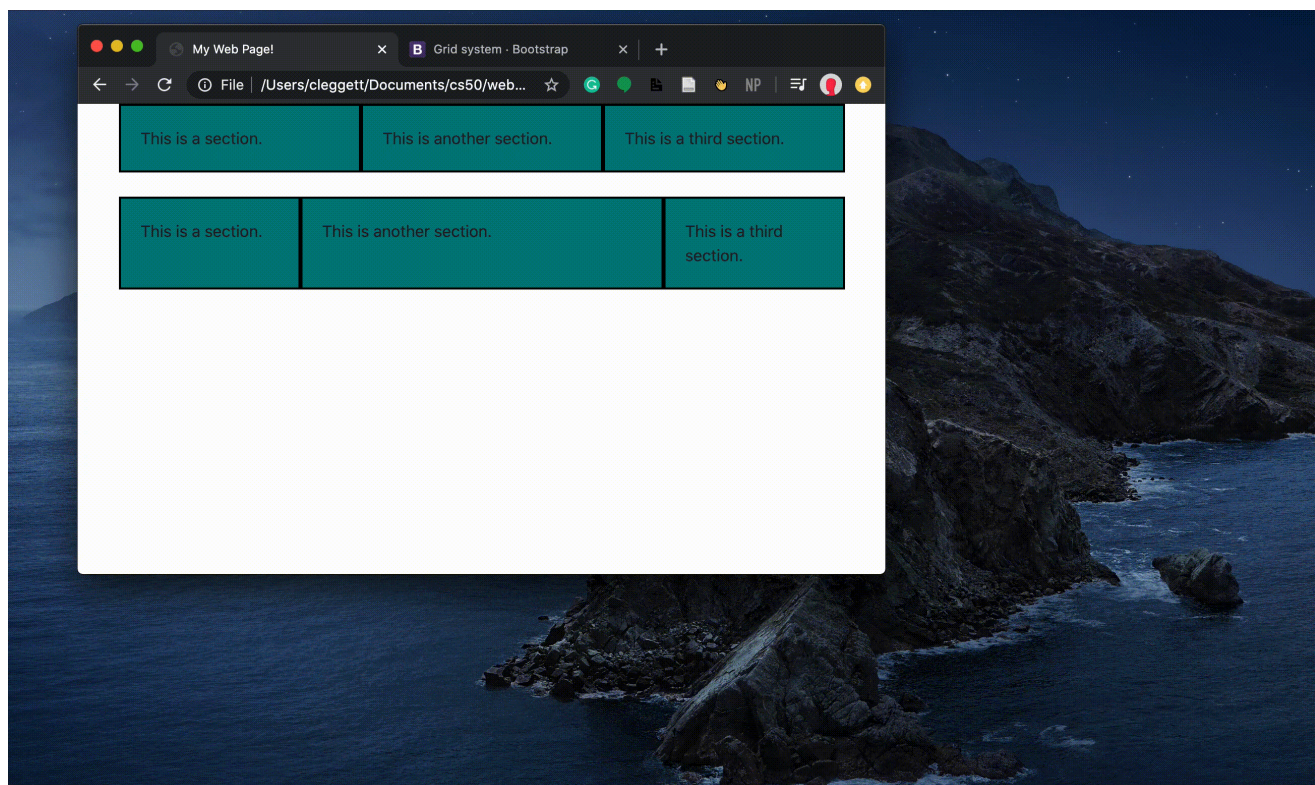 My Web Page!
B Grid system · Bootstrap
File /Users/cleggett/Documents/cs50/web...
NP
This is a section.
This is another section.
This is a third section.
This is a section.
This is another section.
This is a third
section.